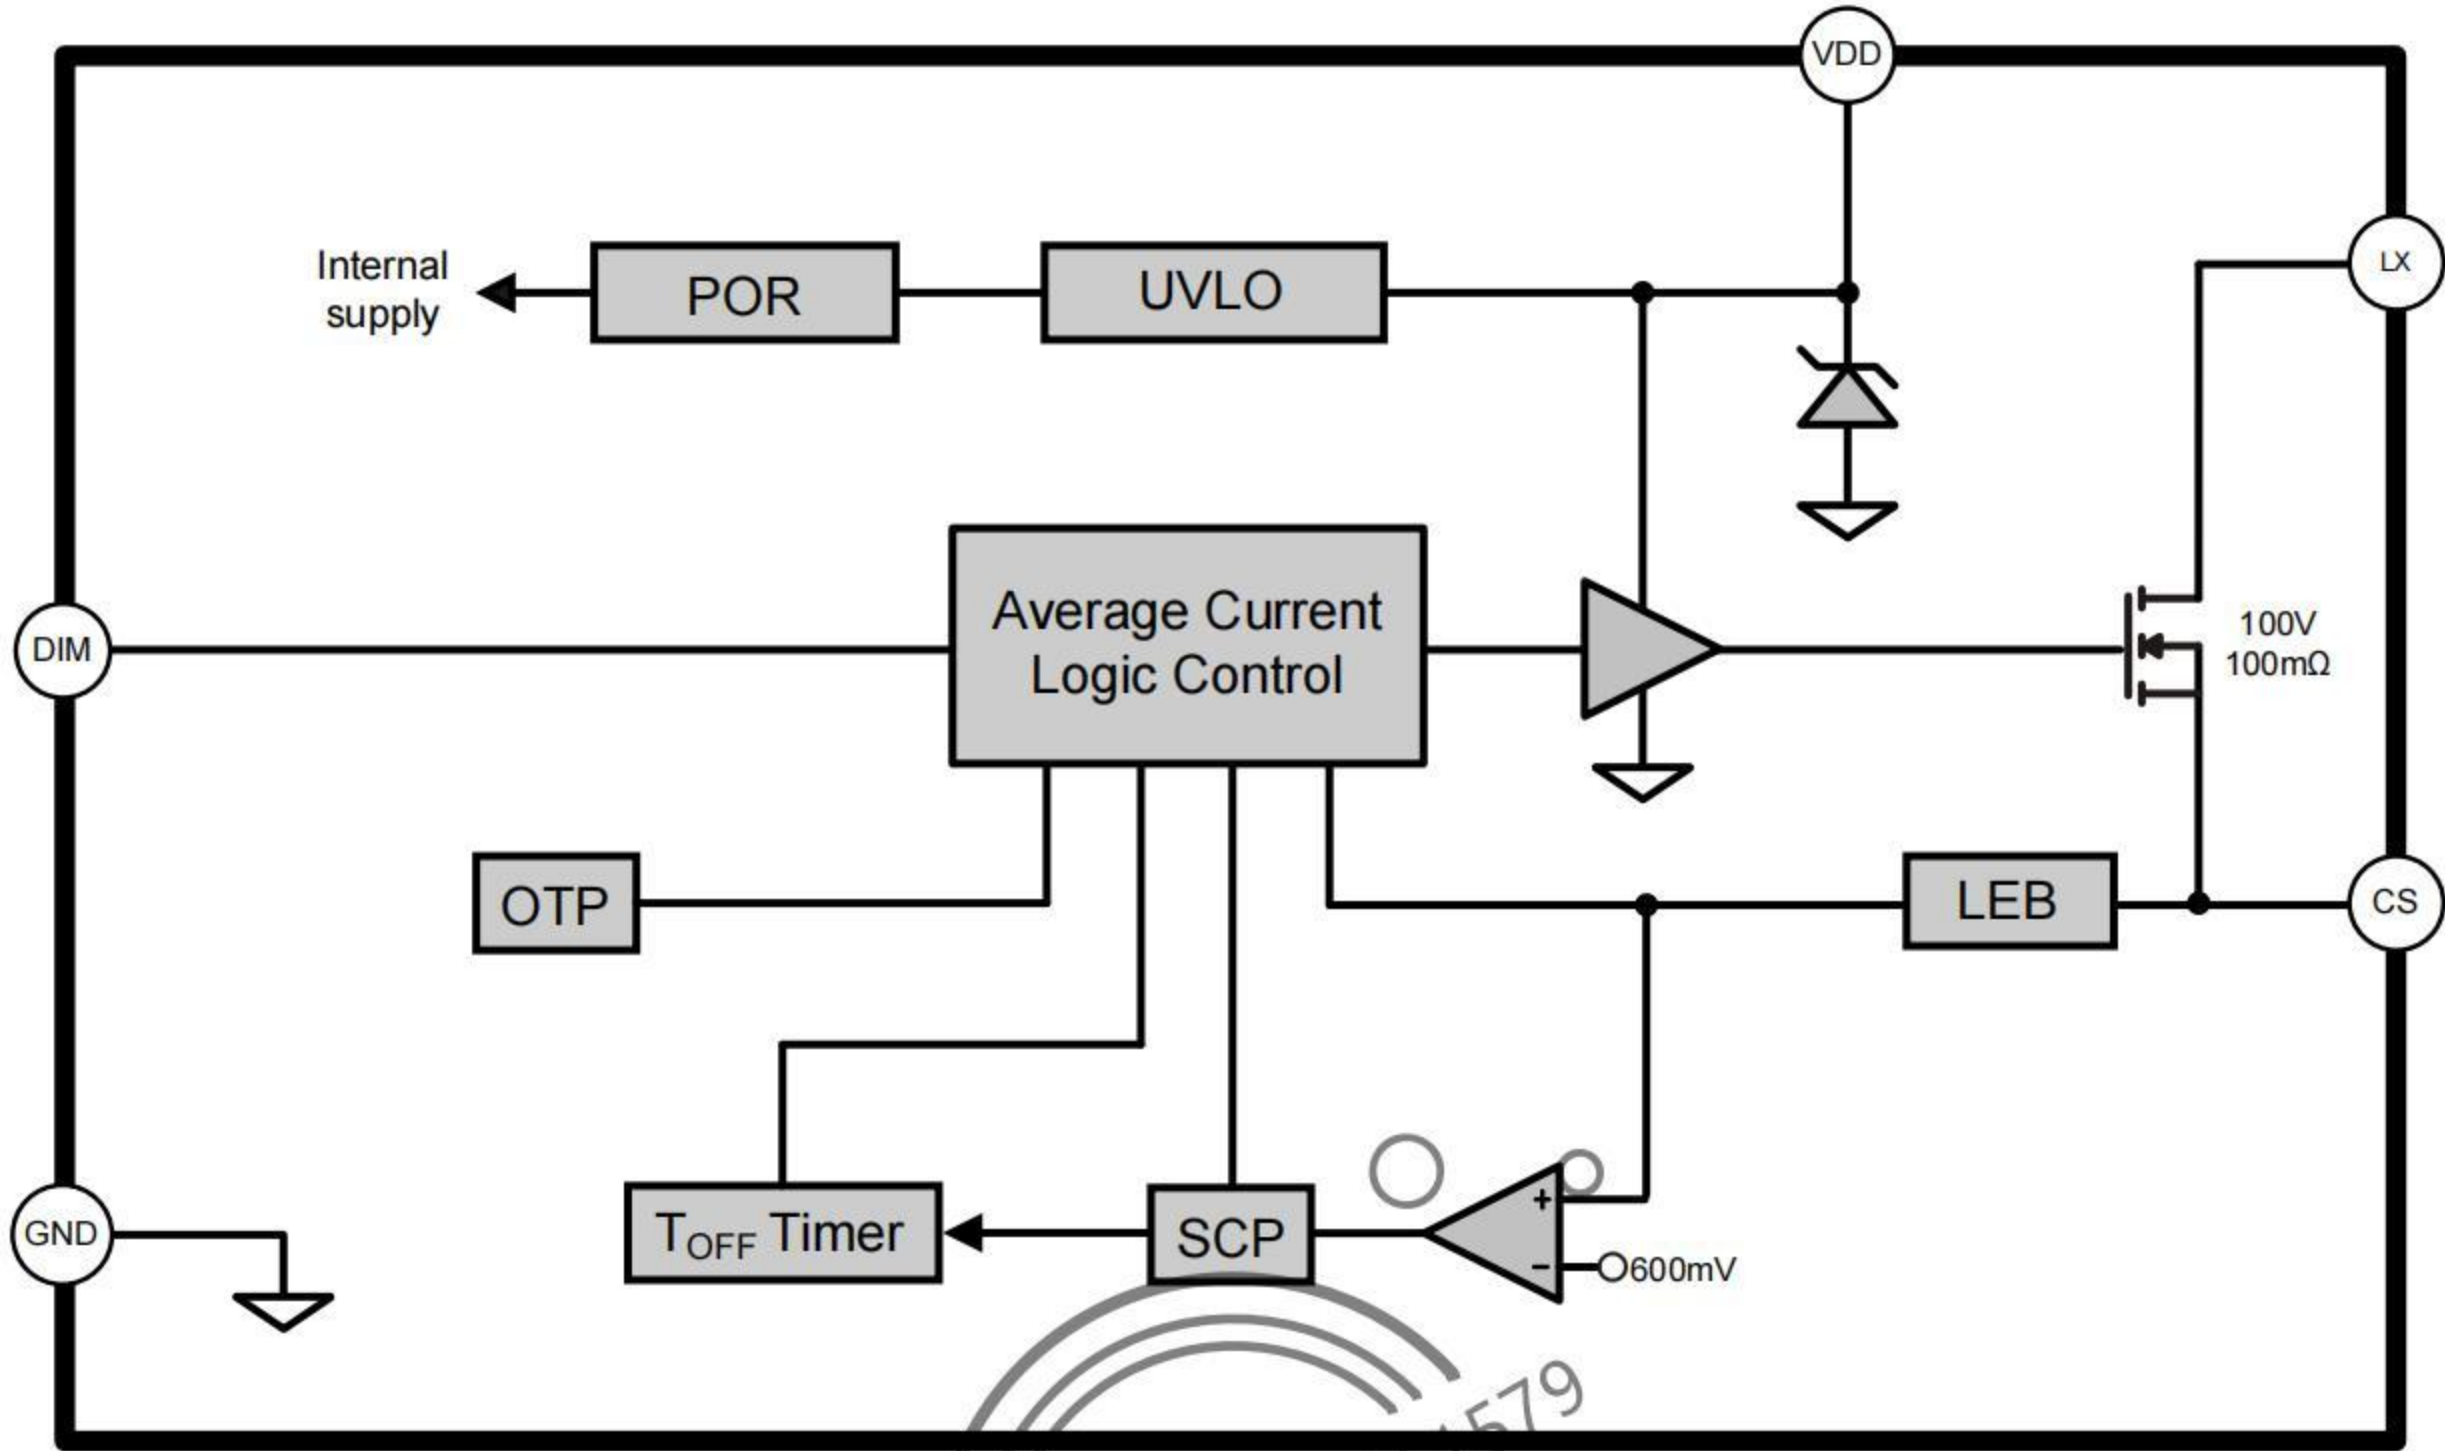 VDD
Internal
supply
POR
UVLO
LX
DIM
Average Current
Logic Control
100V
100mΩ
OTP
LEB
CS
GND
TOFF Timer
SCP
+
−
600mV
579